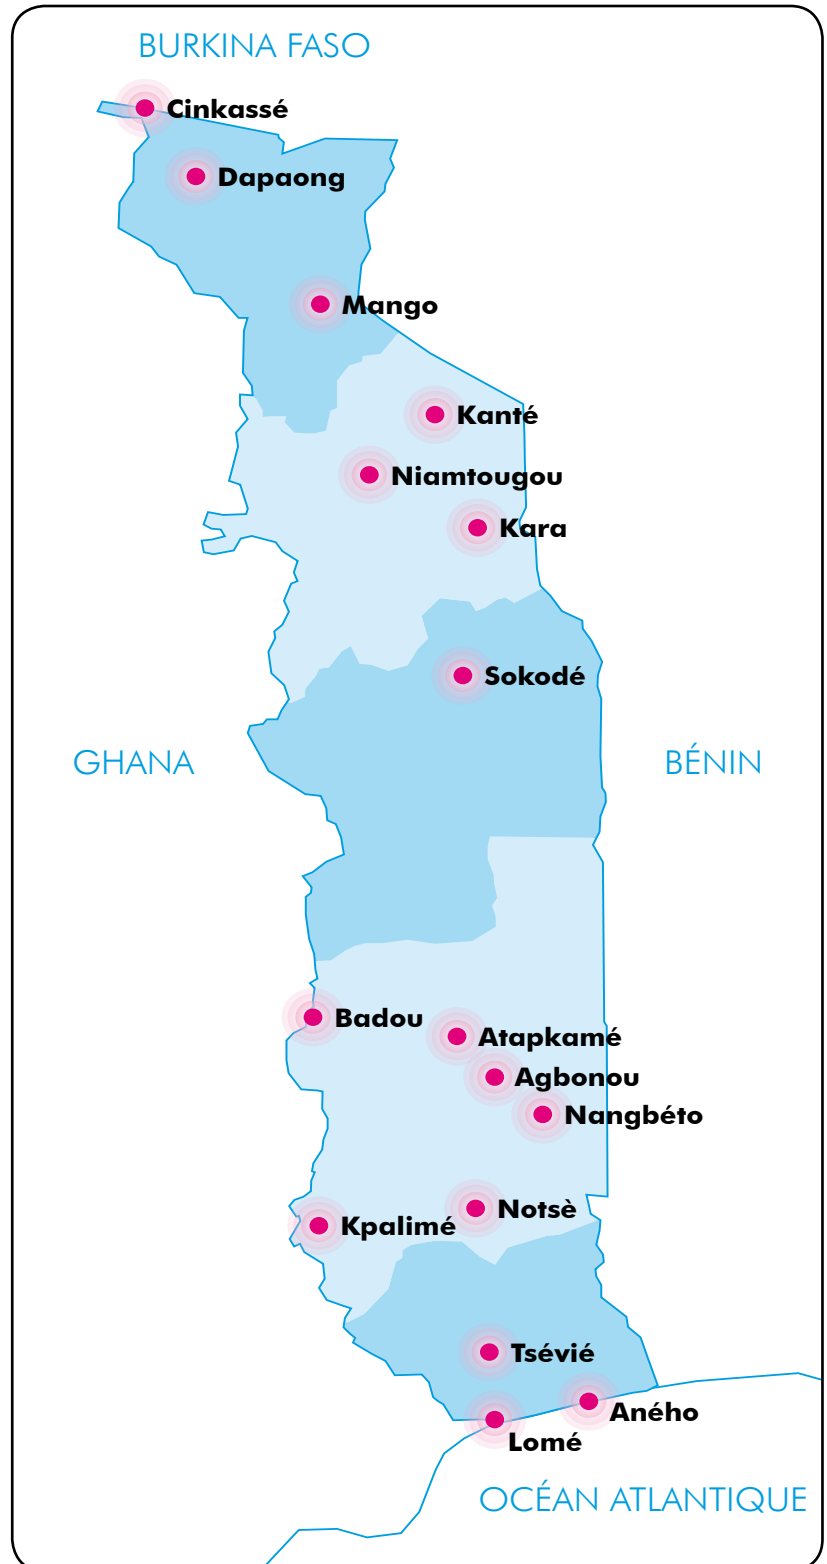 BURKINA FASO
Cinkassé
Dapaong
Mango
Kanté
Niamtougou
Kara
Sokodé
GHANA
BÉNIN
Badou
Atapkamé
Agbonou
Nangbéto
Notsè
Kpalimé
Tsévié
Aného
Lomé
OCÉAN ATLANTIQUE